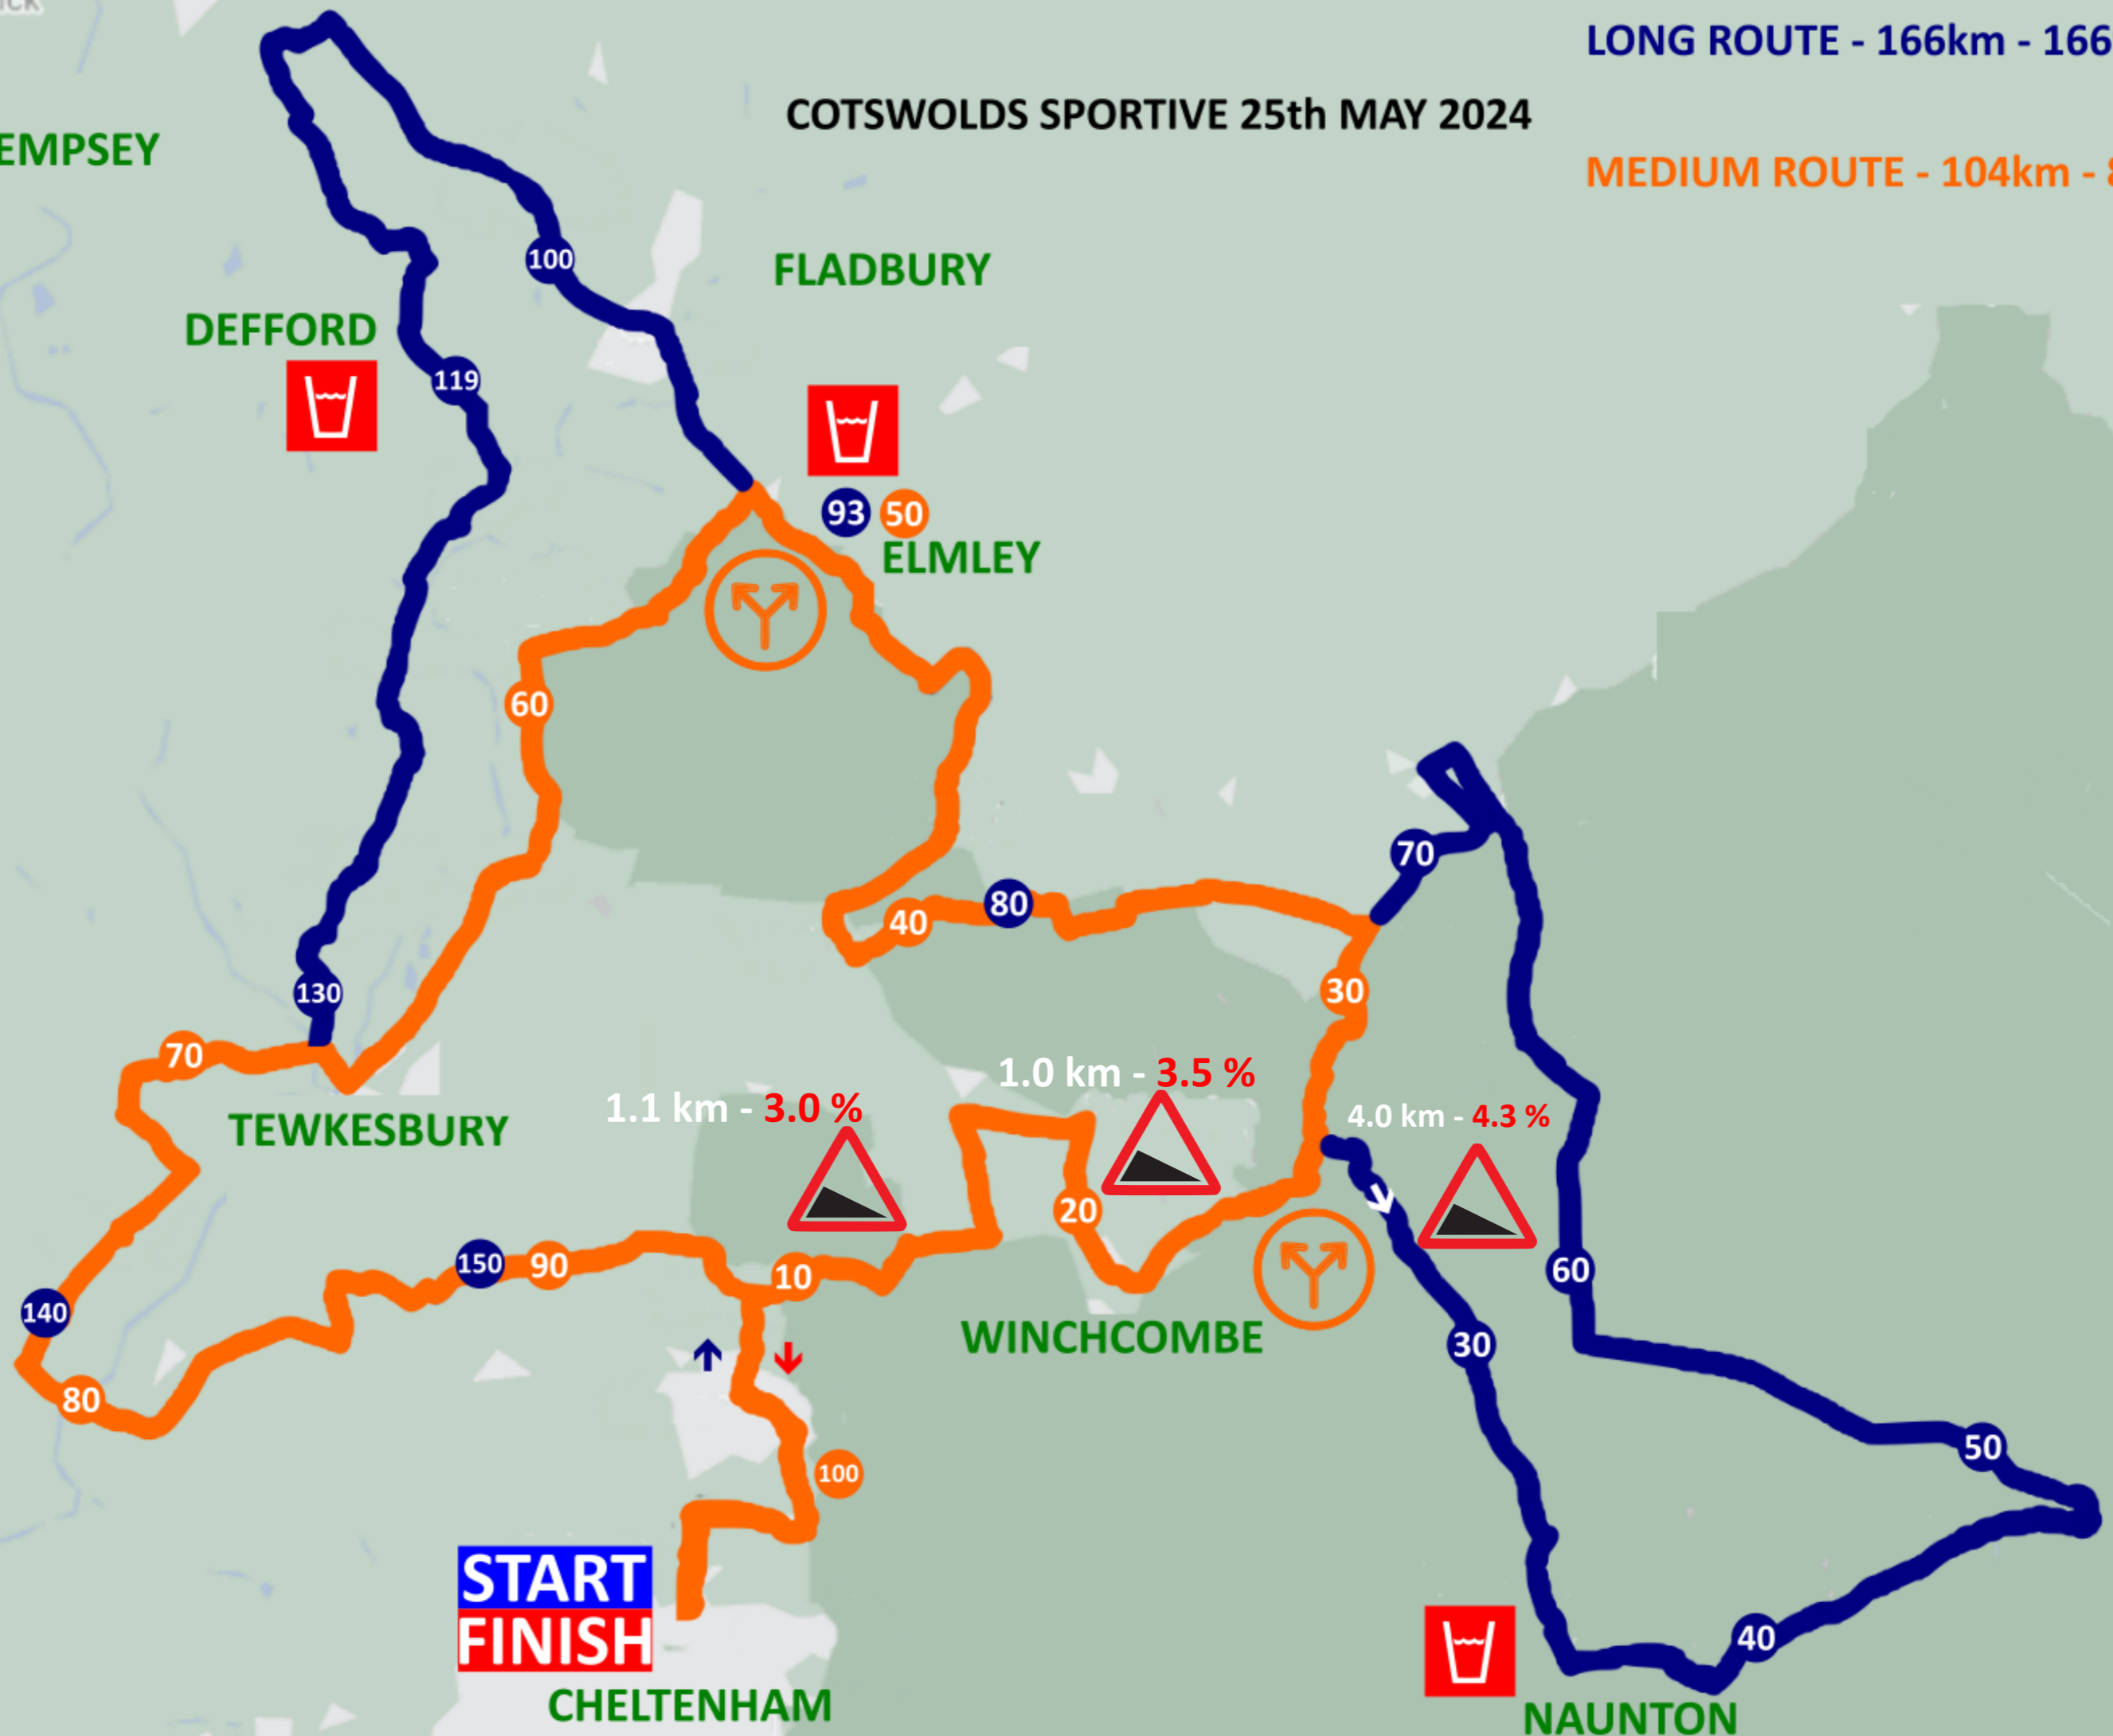 LONG ROUTE - 166km - 166
COTSWOLDS SPORTIVE 25th MAY 2024
EMPSEY
MEDIUM ROUTE - 104km -
100
FLADBURY
DEFFORD
119
93 50
ELMLEY
60
70
40
80
30
130
70
1.0 km - 3.5 %
1.1 km - 3.0 %
4.0 km - 4.3 %
TEWKESBURY
20
150
90
10
60
140
WINCHCOMBE
30
80
50
100
START
FINISH
40
CHELTENHAM
NAUNTON